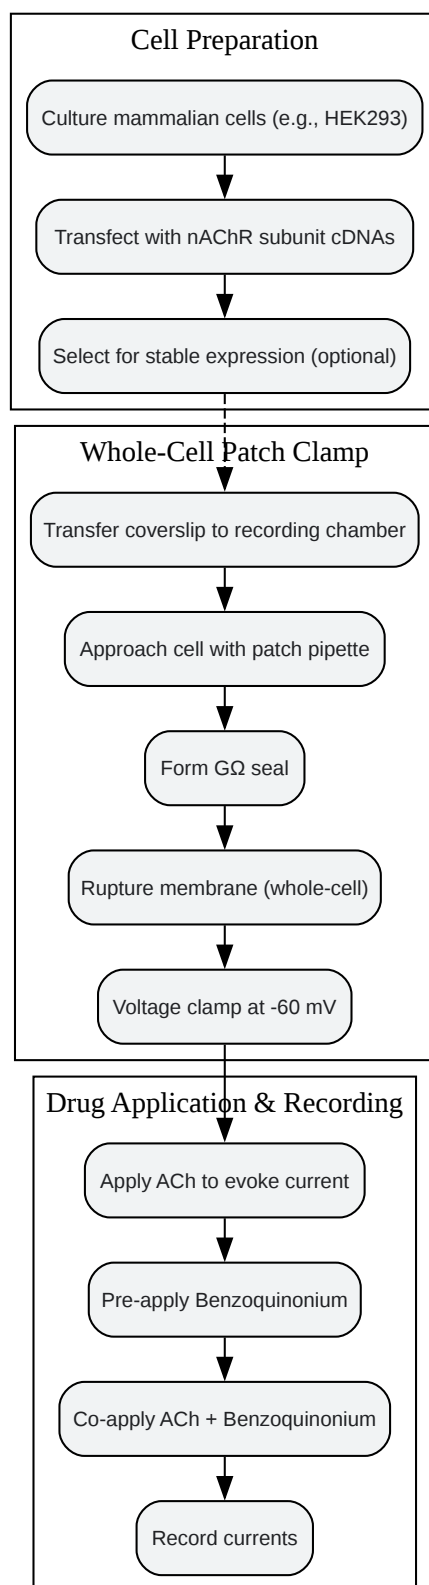 Cell Preparation
Culture mammalian cells (e.g., HEK293)
Transfect with nAChR subunit cDNAs
Select for stable expression (optional)
Whole-Cell Patch Clamp
Transfer coverslip to recording chamber
Approach cell with patch pipette
Form GΩ seal
Rupture membrane (whole-cell)
Voltage clamp at -60 mV
Drug Application & Recording
Apply ACh to evoke current
Pre-apply Benzoquinonium
Co-apply ACh + Benzoquinonium
Record currents